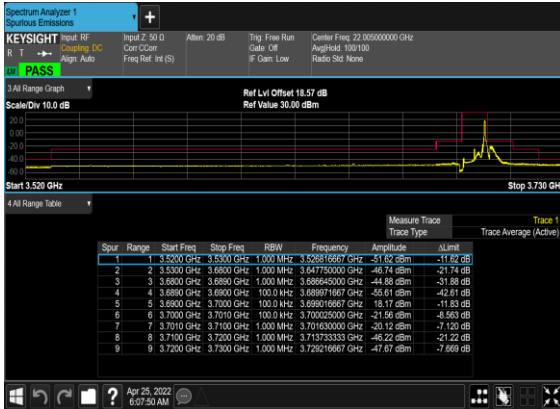 Spectrum Analyzer 1
Spurious Emissions
+
KEYSIGHT Input: RF Input Z: 50 Ω Atten: 20 dB Trig: Free Run Center Freq: 22.005000000 GHz
R T Coupling: DC Corr CCorr Gate: Off Avg|Hold: 100/100
Align: Auto Freq Ref: Int (S) IF Gain: Low Radio Std: None
PASS
3 All Range Graph
Ref Lvl Offset 18.57 dB
Scale/Div 10.0 dB Ref Value 30.00 dBm
20.0
0.00
-20.0
-40.0
-60.0
Start 3.520 GHz Stop 3.730 GH
4 All Range Table
Measure Trace Trace 1
Trace Type Trace Average (Active)
Spur Range Start Freq Stop Freq RBW Frequency Amplitude ΔLimit
1 1 3.5200 GHz 3.5300 GHz 1.000 MHz 3.526816667 GHz -51.62 dBm -11.62 dB
2 2 3.5300 GHz 3.6800 GHz 1.000 MHz 3.647750000 GHz -46.74 dBm -21.74 dB
3 3 3.6800 GHz 3.6890 GHz 1.000 MHz 3.686645000 GHz -44.88 dBm -31.88 dB
4 4 3.6890 GHz 3.6900 GHz 100.0 kHz 3.689971667 GHz -55.61 dBm -42.61 dB
5 5 3.6900 GHz 3.7000 GHz 100.0 kHz 3.699016667 GHz 18.17 dBm -11.83 dB
6 6 3.7000 GHz 3.7010 GHz 100.0 kHz 3.700025000 GHz -21.56 dBm -8.563 dB
7 7 3.7010 GHz 3.7100 GHz 1.000 MHz 3.701630000 GHz -20.12 dBm -7.120 dB
8 8 3.7100 GHz 3.7200 GHz 1.000 MHz 3.713733333 GHz -46.22 dBm -21.22 dB
9 9 3.7200 GHz 3.7300 GHz 1.000 MHz 3.729216667 GHz -47.67 dBm -7.669 dB
? Apr 25, 2022
6:07:50 AM